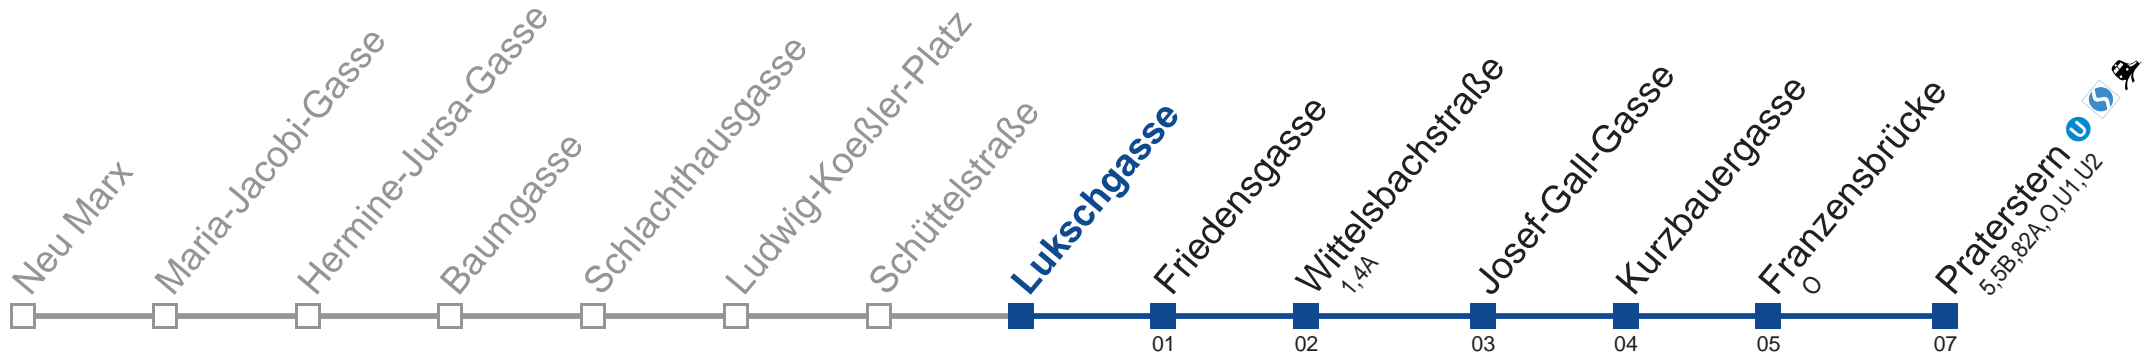 Neu Marx
Maria-Jacobi-Gasse
Hermine-Jursa-Gasse
Baumgasse
Schlachthausgasse
Ludwig-Koeßler-Platz
Schüttelstraße
Lukschgasse
Friedensgasse
Wittelsbachstraße
1,4A
Josef-Gall-Gasse
Kurzbauergasse
Franzensbrücke
O
Praterstern U S
5,5B,82A,O,U1,U2
01
02
03
04
05
07